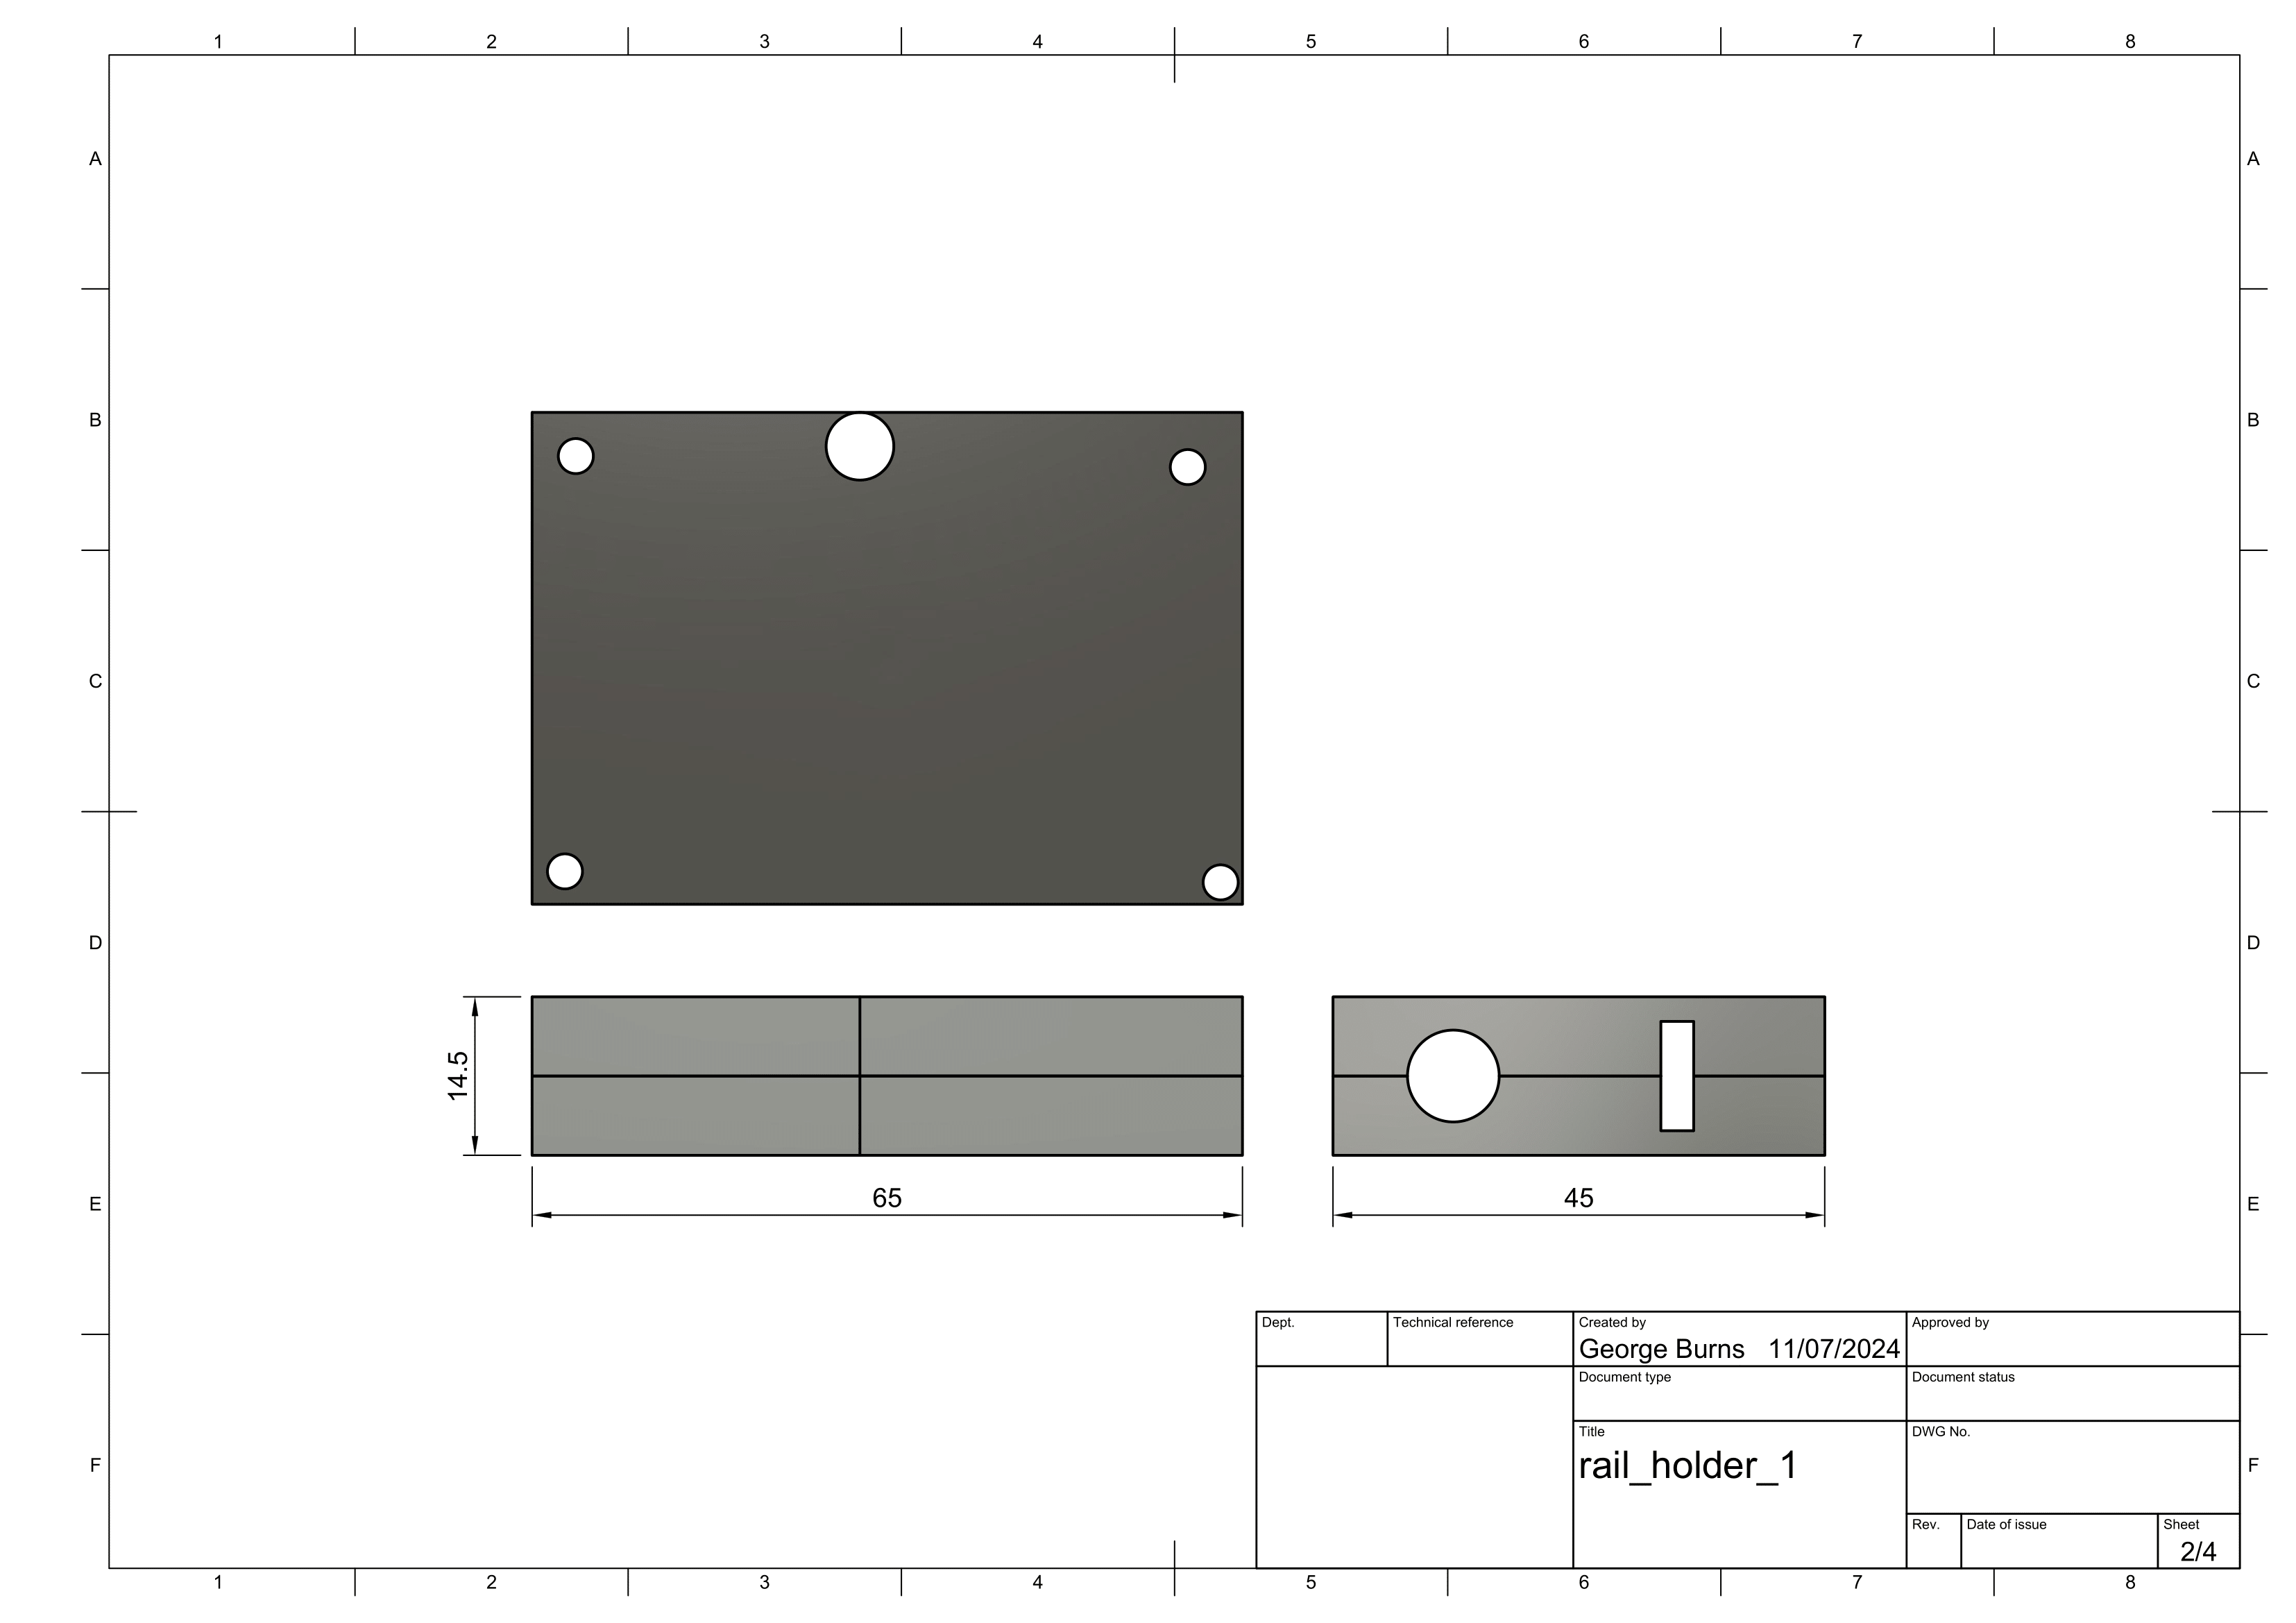 1 2 3 4 5 6 7 8
A A
B B
C C
D D
14.5
E 65 45 E
Dept. Technical reference Created by Approved by
George Burns 11/07/2024
Document type Document status
Title DWG No.
F rail_holder_1 F
Rev. Date of issue Sheet
2/4
1 2 3 4 5 6 7 8